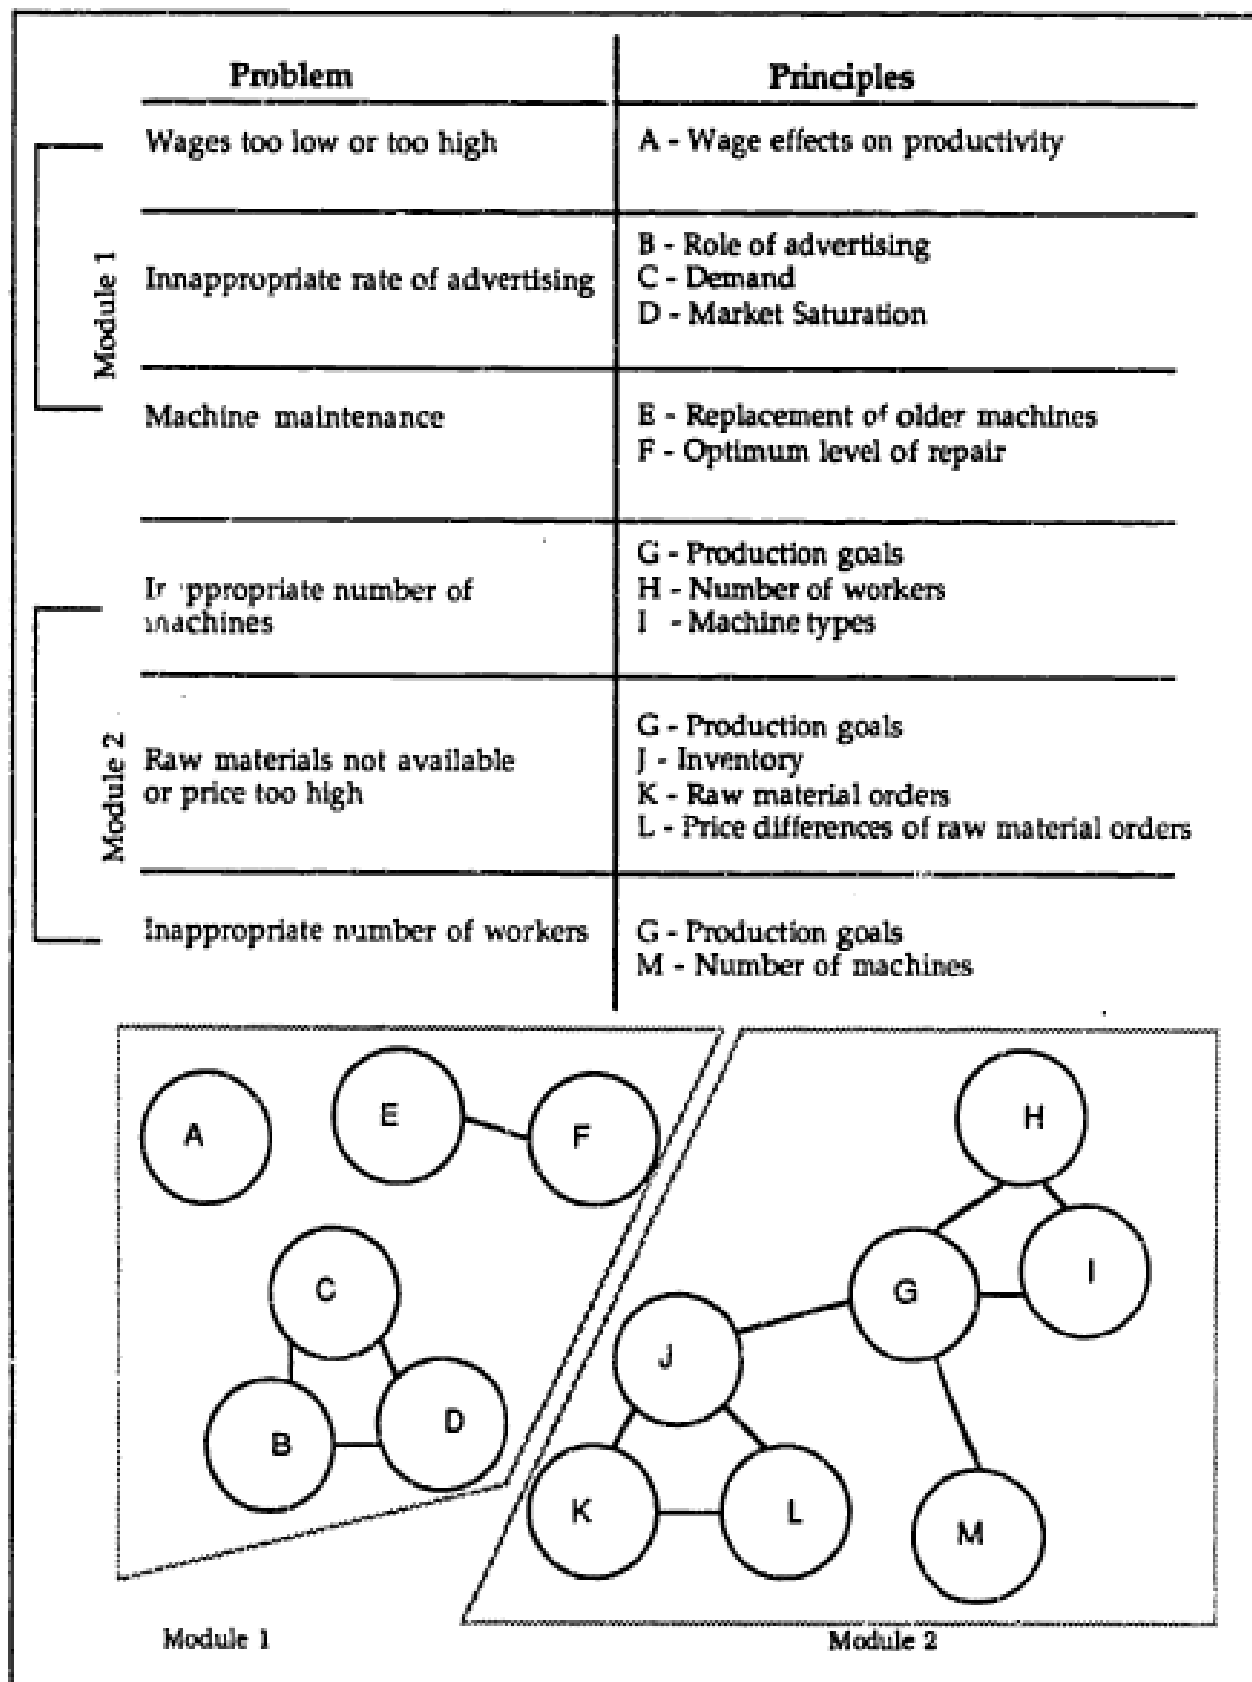 Problem
Principles
Wages too low or too high
A - Wage effects on productivity
Module 1
Innappropriate rate of advertising
B - Role of advertising
C - Demand
D - Market Saturation
Machine maintenance
E - Replacement of older machines
F - Optimum level of repair
number of
G - Production goals
H - Number of workers
I - Machine types
Module 2
Raw materials not available
or price too high
G - Production goals
J - Inventory
K - Raw material orders
L - Price differences of raw material orders
Inappropriate number of workers
G - Production goals
M - Number of machines
A
E
F
H
C
G
I
J
B
D
K
L
M
Module 1
Module 2